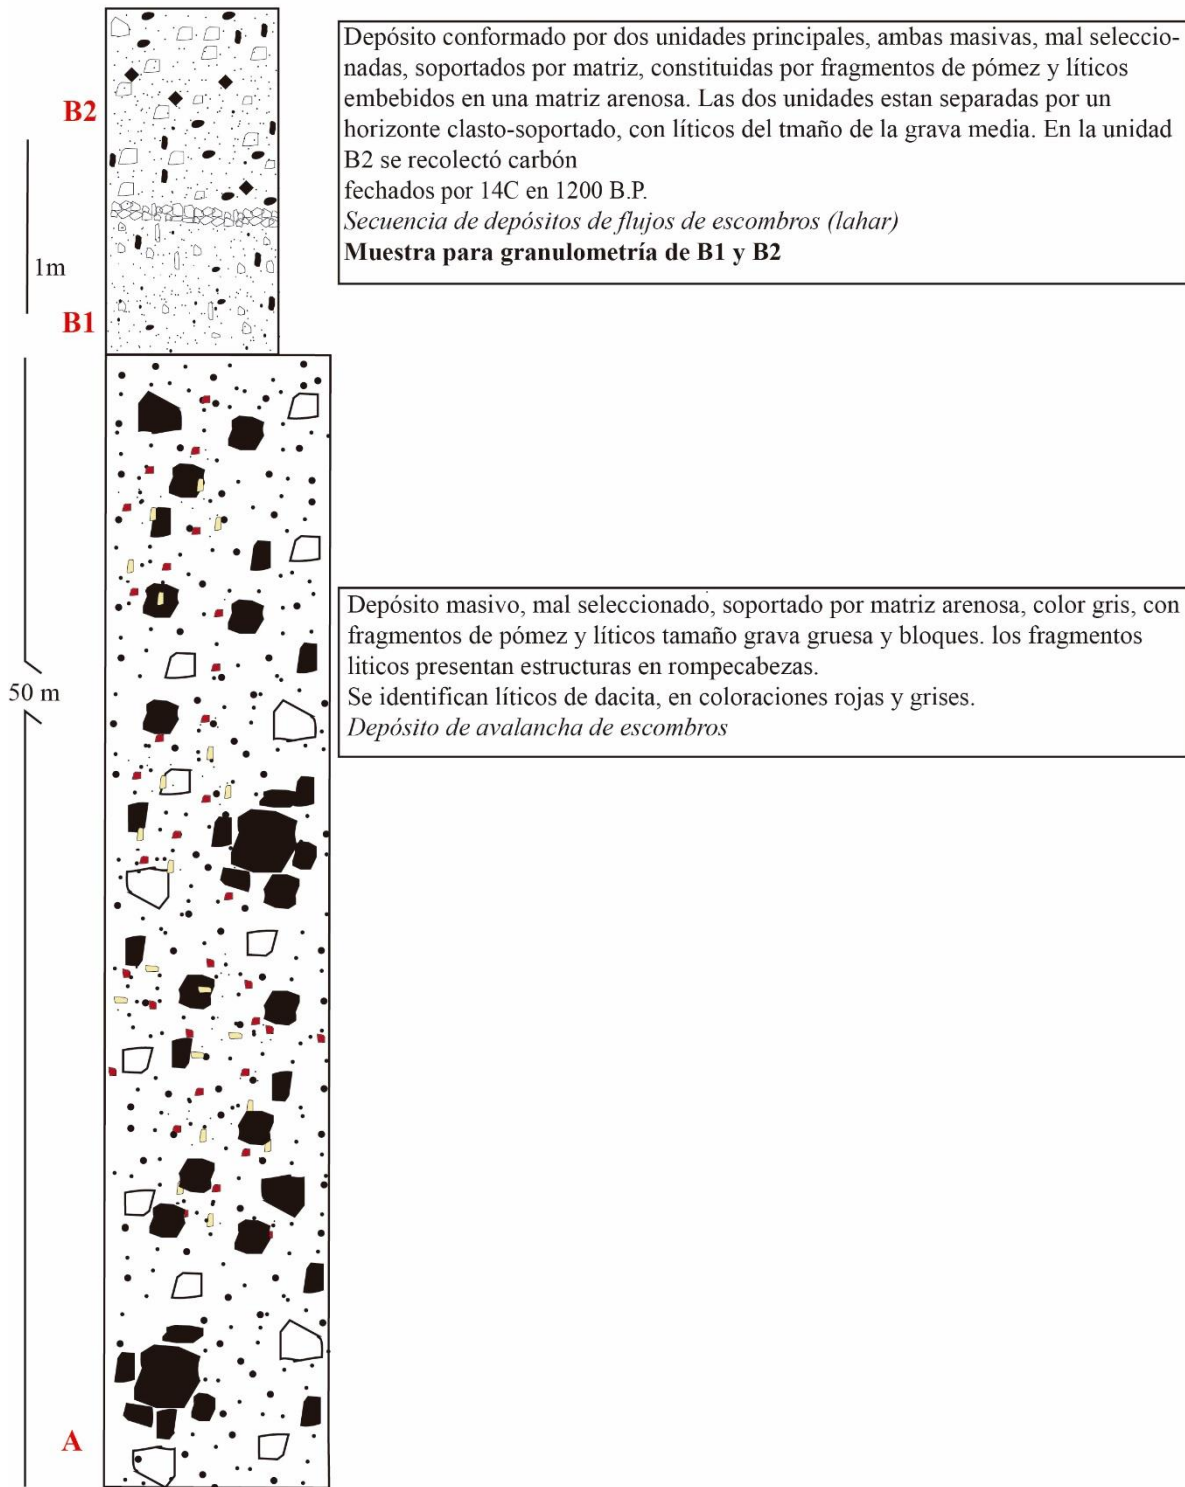 B2
1m
B1
Depósito conformado por dos unidades principales, ambas masivas, mal seleccio-
nadas, soportados por matriz, constituidas por fragmentos de pómez y líticos
embebidos en una matriz arenosa. Las dos unidades estan separadas por un
horizonte clasto-soportado, con líticos del tmaño de la grava media. En la unidad
B2 se recolectó carbón
fechados por 14C en 1200 B.P.
Secuencia de depósitos de flujos de escombros (lahar)
Muestra para granulometría de B1 y B2
50 m
Depósito masivo, mal seleccionado, soportado por matriz arenosa, color gris, con
fragmentos de pómez y líticos tamaño grava gruesa y bloques. los fragmentos
liticos presentan estructuras en rompecabezas.
Se identifican líticos de dacita, en coloraciones rojas y grises.
Depósito de avalancha de escombros
A